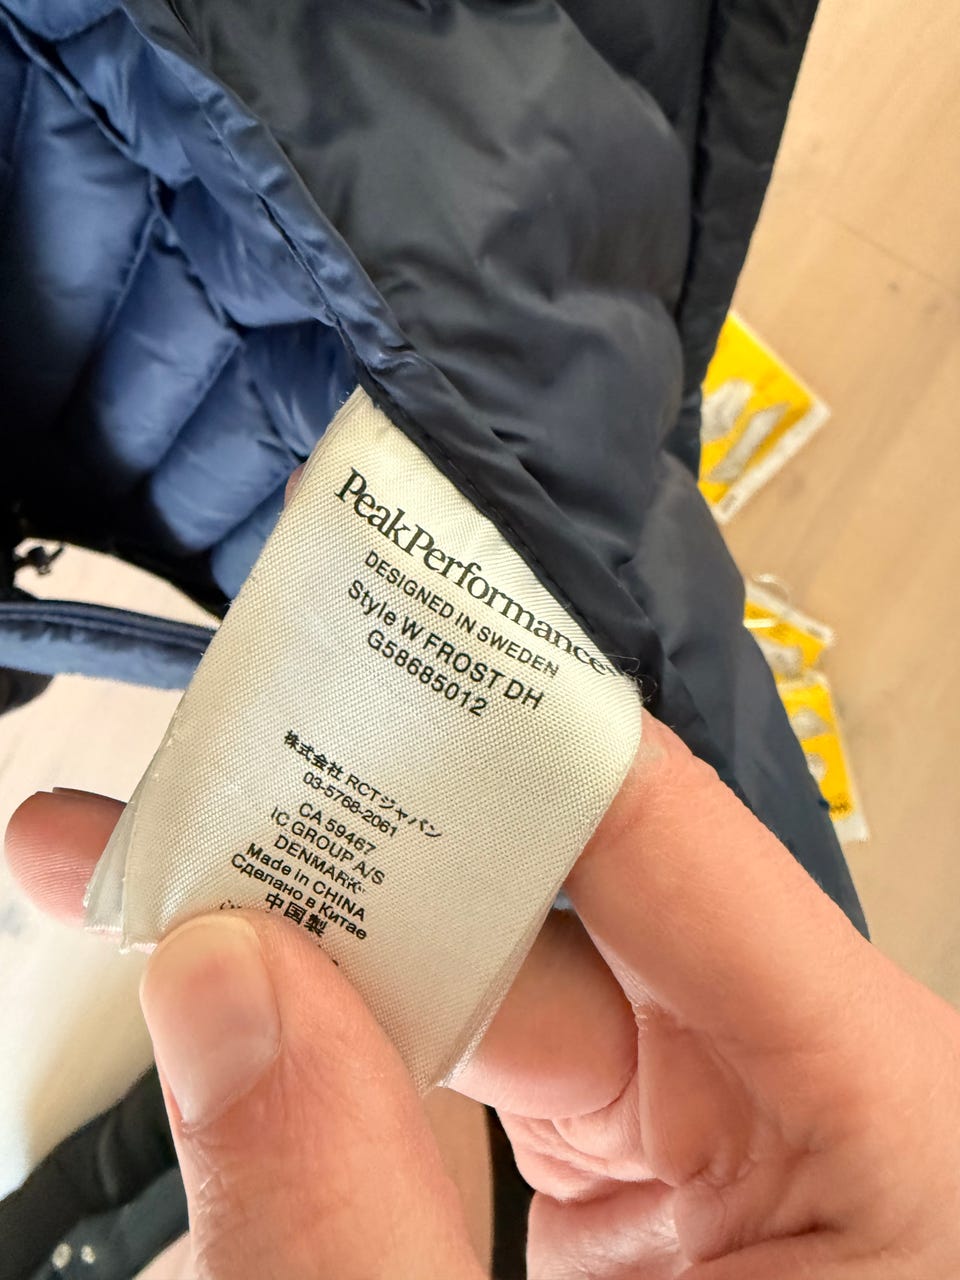 PeakPerformance
DESIGNED IN SWEDEN
Style W FROST DH
G58685012
株式会社 RCTジャパン
03-5768-2061
CA 59467
IC GROUP A/S
DENMARK
Made in CHINA
Сделано в Китае
中国製